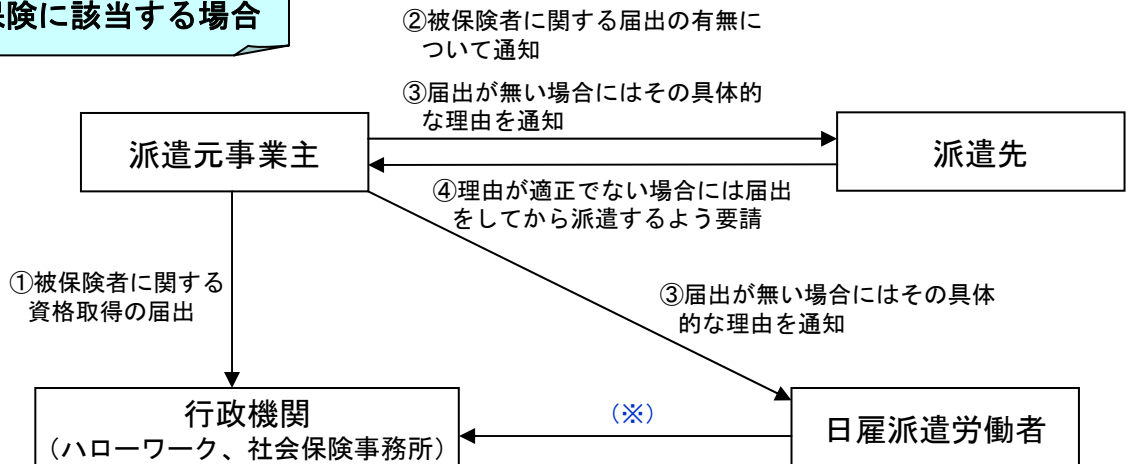 保険に該当する場合
②被保険者に関する届出の有無に
ついて通知
③届出が無い場合にはその具体的
な理由を通知
派遣元事業主
派遣先
④理由が適正でない場合には届出
をしてから派遣するよう要請
①被保険者に関する
資格取得の届出
③届出が無い場合にはその具体
的な理由を通知
行政機関
（ハローワーク、社会保険事務所）
（※）
日雇派遣労働者